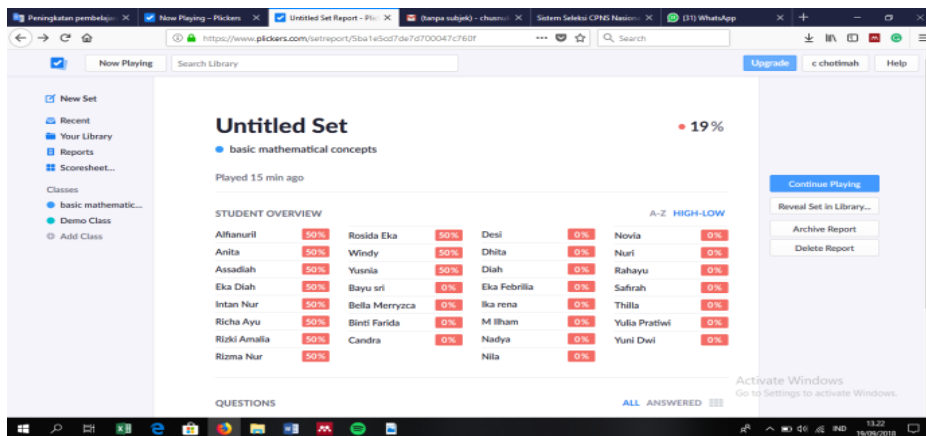 Peningkatan pembelaja
Now Playing – Plickers
Untitled Set Report - Plic
(tanpa subjek) - chusnul
Sistem Seleksi CPNS Nasion
(31) WhatsApp
https://www.plickers.com/setreport/5ba1e5cd7de7d700047c760f
Search
Now Playing
Search Library
Upgrade
c chotimah
Help
New Set
Recent
Your Library
Reports
Scoresheet...
Classes
basic mathematic...
Demo Class
Add Class
Untitled Set
19%
basic mathematical concepts
Played 15 min ago
STUDENT OVERVIEW
A-Z HIGH-LOW
Alfianuril 50%
Anita 50%
Assadiah 50%
Eka Diah 50%
Intan Nur 50%
Richa Ayu 50%
Rizki Amalia 50%
Rizma Nur 50%
Rosida Eka 50%
Windy 50%
Yusnia 50%
Bayu sri 0%
Bella Merryzca 0%
Binti Farida 0%
Candra 0%
Desi 0%
Dhita 0%
Diah 0%
Eka Febrilia 0%
Ika rena 0%
M Ilham 0%
Nadya 0%
Nila 0%
Novia 0%
Nuri 0%
Rahayu 0%
Safirah 0%
Thilla 0%
Yulia Pratiwi 0%
Yuni Dwi 0%
QUESTIONS
ALL ANSWERED
Continue Playing
Reveal Set in Library...
Archive Report
Delete Report
Activate Windows
Go to Settings to activate Windows.
IND
13.22
19/09/2018